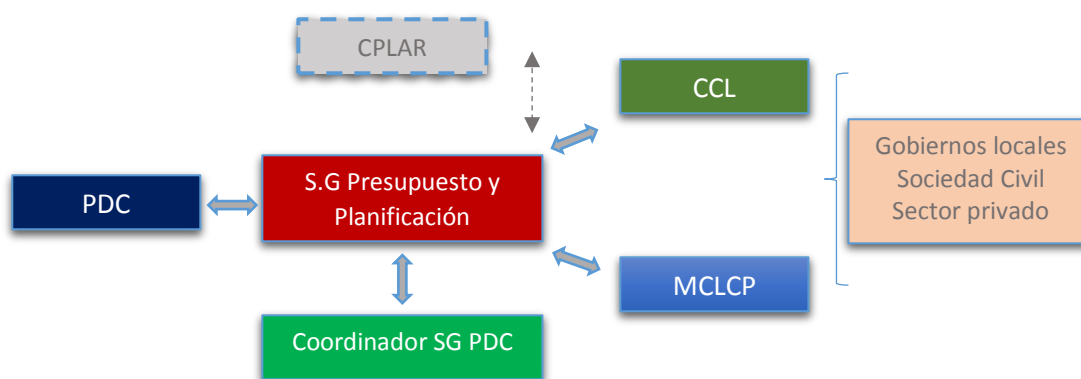 CPLAR
CCL
Gobiernos locales
Sociedad Civil
Sector privado
PDC
S.G Presupuesto y
Planificación
MCLCP
Coordinador SG PDC